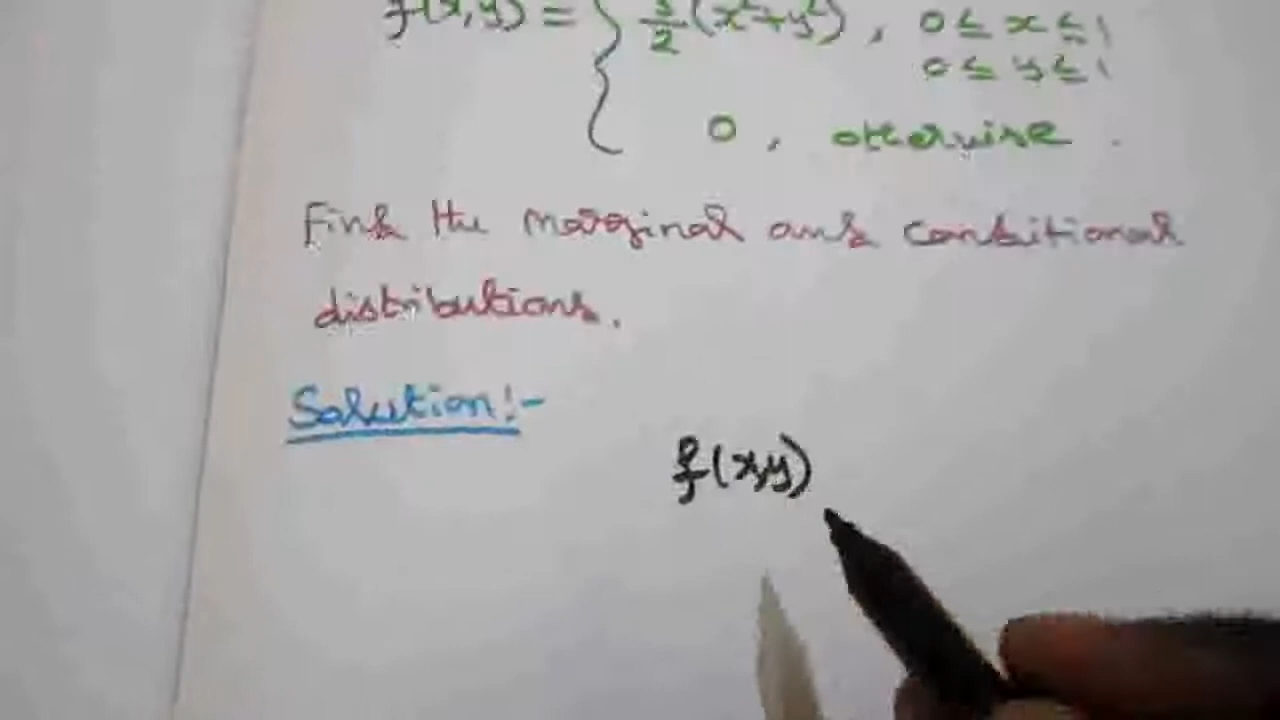 f(x,y) = { 3/2 (x²+y²) , 0 ≤ x ≤ 1
0 ≤ y ≤ 1
0 , otherwise .
Find the marginal and conditional
distributions.
Solution:-
f(x,y)